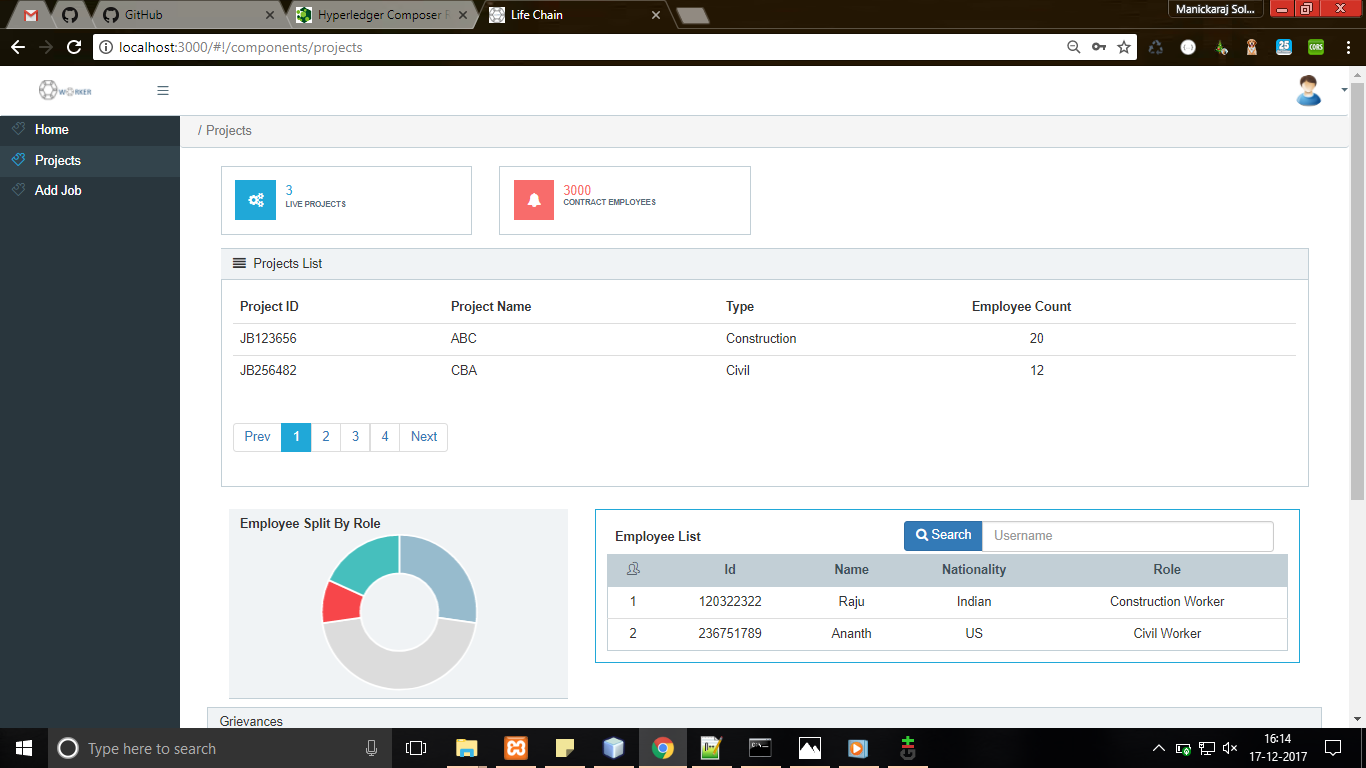 GitHub
Hyperledger Composer
Life Chain
Manickaraj Sol...
localhost:3000/#!/components/projects
25
CORS
WORKER
Home
Projects
Add Job
/ Projects
3
LIVE PROJECTS
3000
CONTRACT EMPLOYEES
Projects List
Project ID Project Name Type Employee Count
JB123656 ABC Construction 20
JB256482 CBA Civil 12
Prev 1 2 3 4 Next
Employee Split By Role
Employee List
Search
Username
Id Name Nationality Role
1 120322322 Raju Indian Construction Worker
2 236751789 Ananth US Civil Worker
Grievances
Type here to search
16:14
17-12-2017